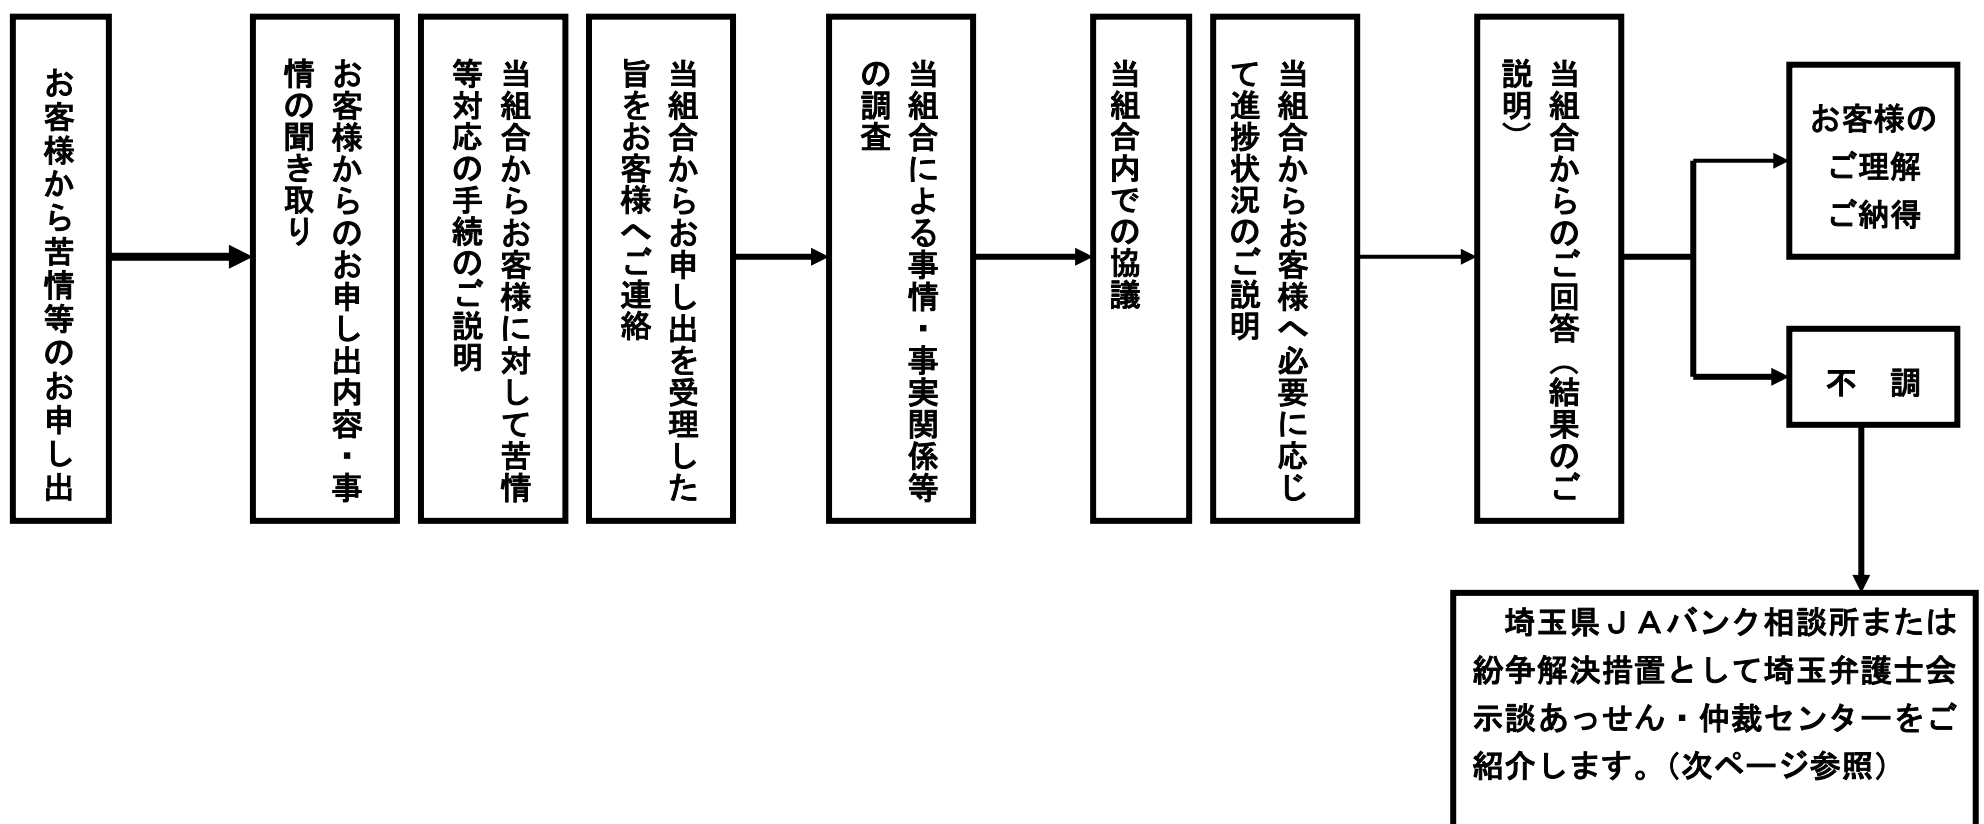 お客様から苦情等のお申し出
お客様からのお申し出内容・事
情の聞き取り
当組合からお客様に対して苦情
等対応の手続のご説明
当組合からお申し出を受理した
旨をお客様へご連絡
当組合による事情・事実関係等
の調査
当組合内での協議
当組合からお客様へ必要に応じ
て進捗状況のご説明
当組合からのご回答（結果のご
説明）
お客様の
ご理解
ご納得
不　調
埼玉県ＪＡバンク相談所または
紛争解決措置として埼玉弁護士会
示談あっせん・仲裁センターをご
紹介します。（次ページ参照）